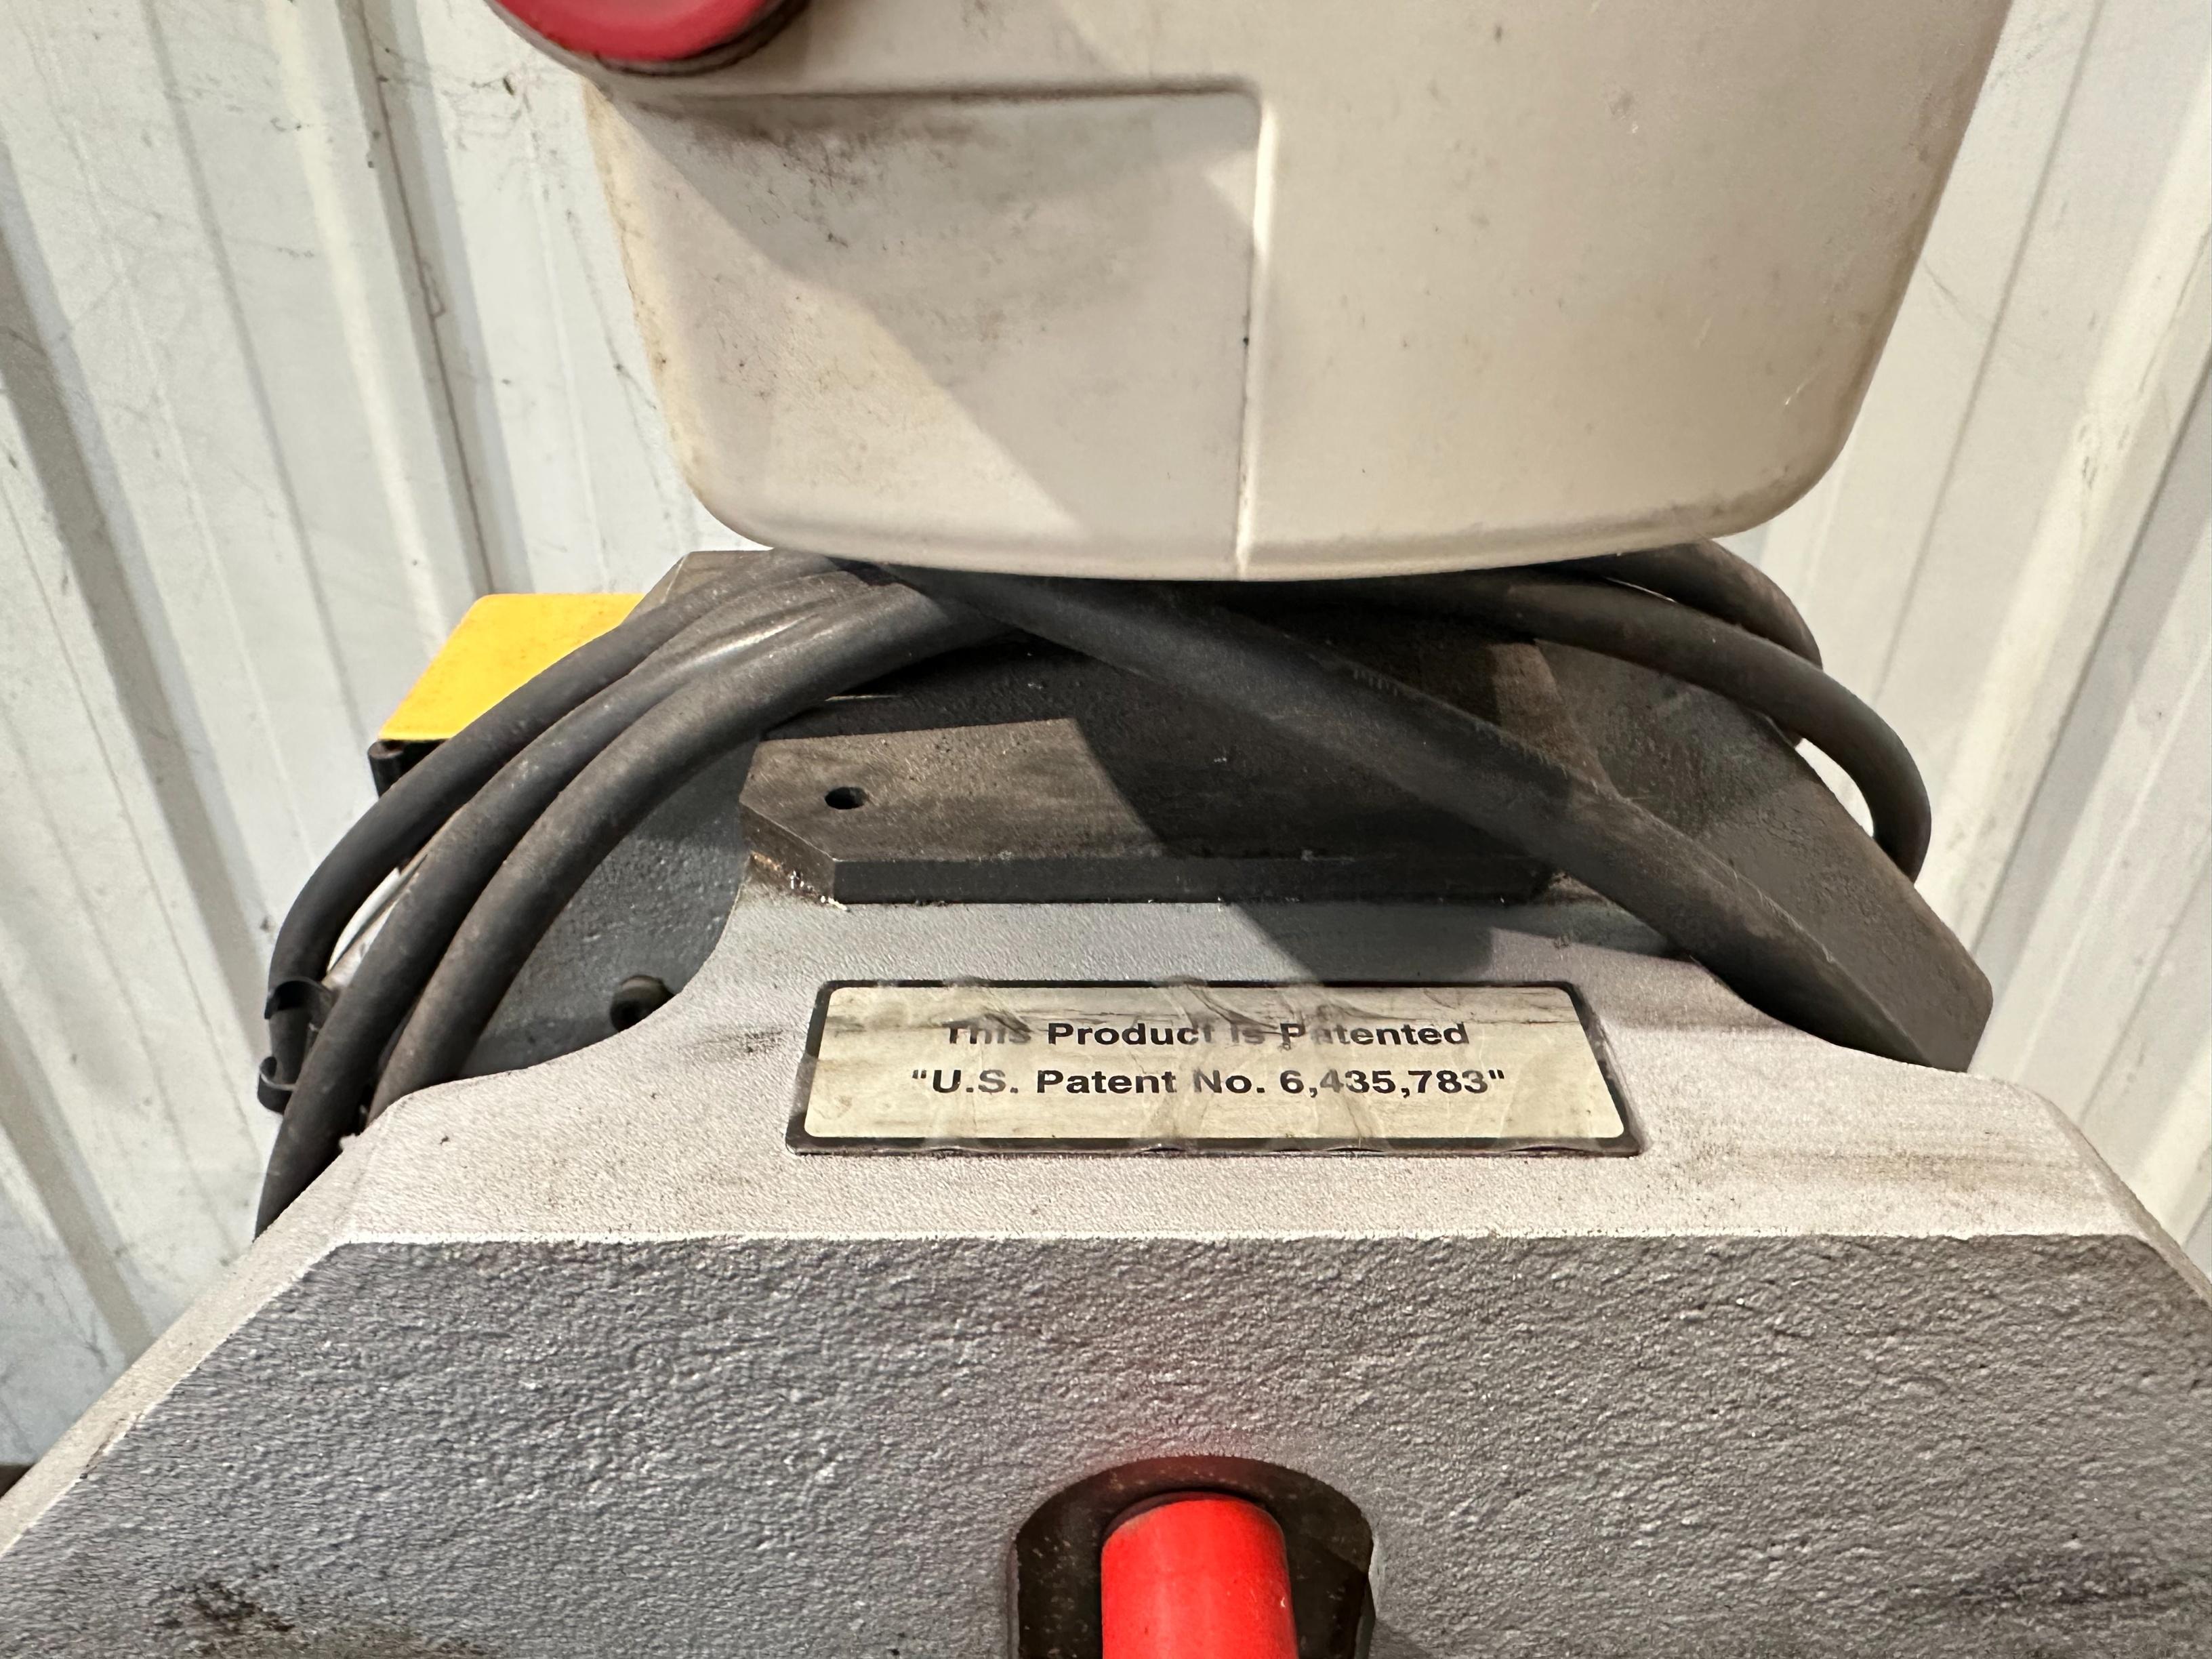 This Product is Patented
"U.S. Patent No. 6,435,783"